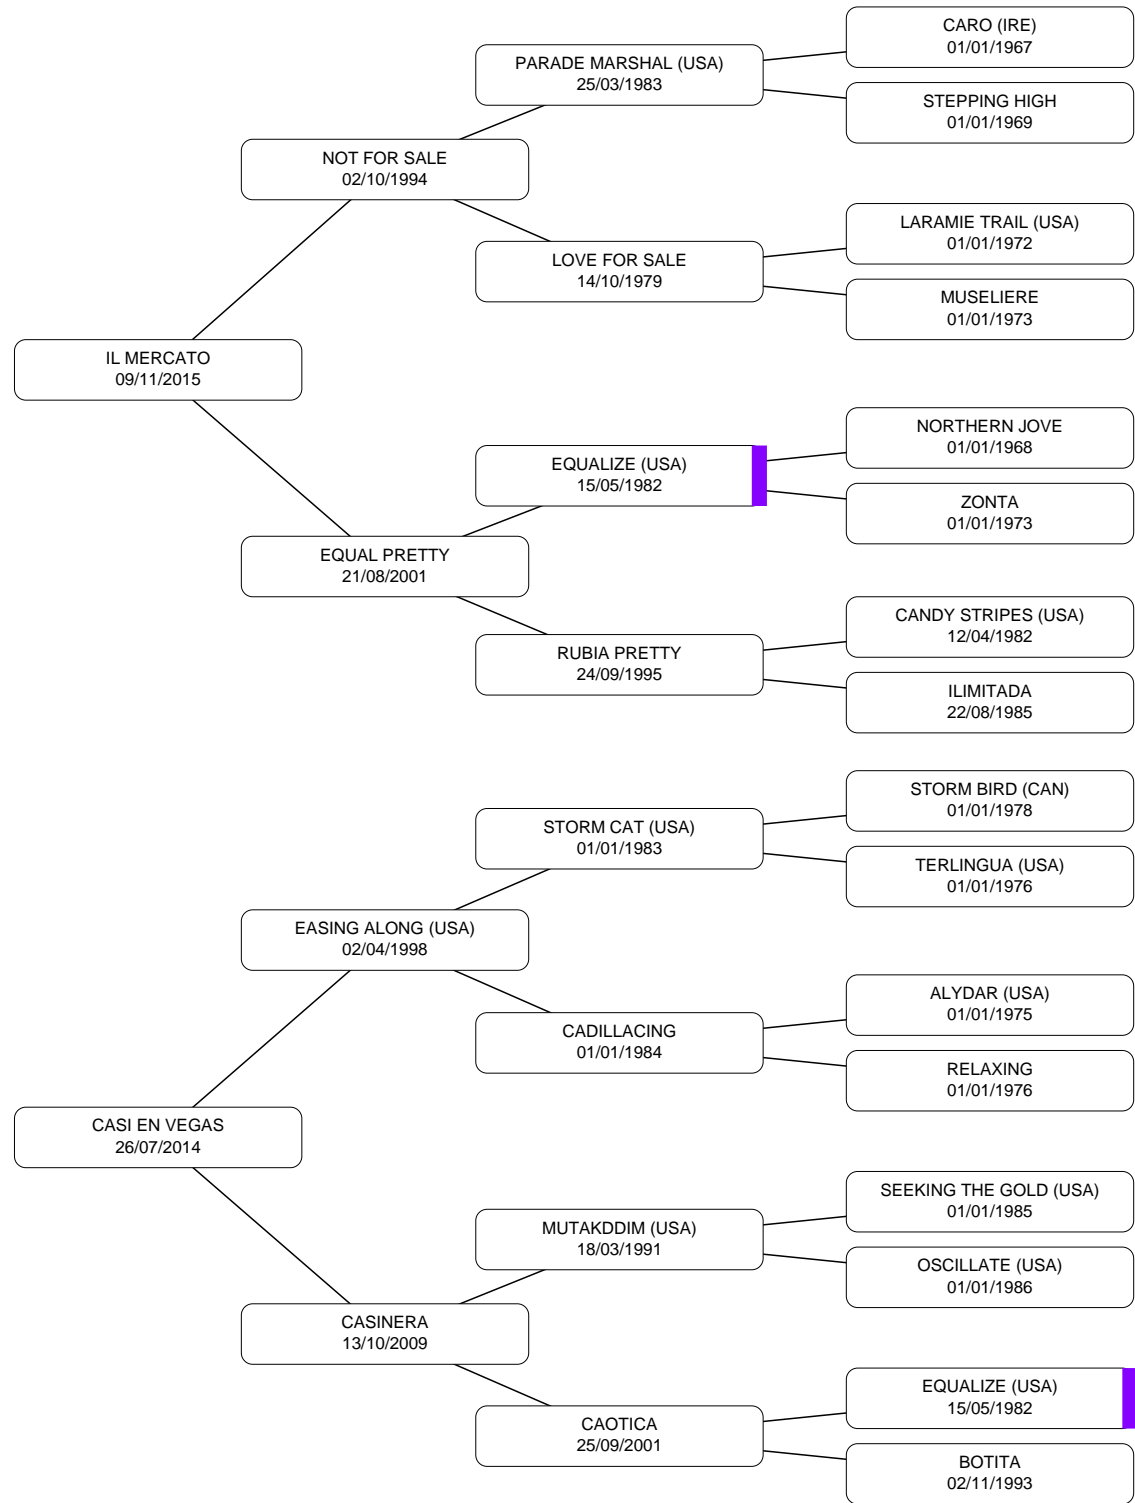 CARO (IRE)
01/01/1967
PARADE MARSHAL (USA)
25/03/1983
STEPPING HIGH
01/01/1969
NOT FOR SALE
02/10/1994
LARAMIE TRAIL (USA)
01/01/1972
LOVE FOR SALE
14/10/1979
MUSELIERE
01/01/1973
IL MERCATO
09/11/2015
NORTHERN JOVE
01/01/1968
EQUALIZE (USA)
15/05/1982
ZONTA
01/01/1973
EQUAL PRETTY
21/08/2001
CANDY STRIPES (USA)
12/04/1982
RUBIA PRETTY
24/09/1995
ILIMITADA
22/08/1985
STORM BIRD (CAN)
01/01/1978
STORM CAT (USA)
01/01/1983
TERLINGUA (USA)
01/01/1976
EASING ALONG (USA)
02/04/1998
ALYDAR (USA)
01/01/1975
CADILLACING
01/01/1984
RELAXING
01/01/1976
CASI EN VEGAS
26/07/2014
SEEKING THE GOLD (USA)
01/01/1985
MUTAKDDIM (USA)
18/03/1991
OSCILLATE (USA)
01/01/1986
CASINERA
13/10/2009
EQUALIZE (USA)
15/05/1982
CAOTICA
25/09/2001
BOTITA
02/11/1993